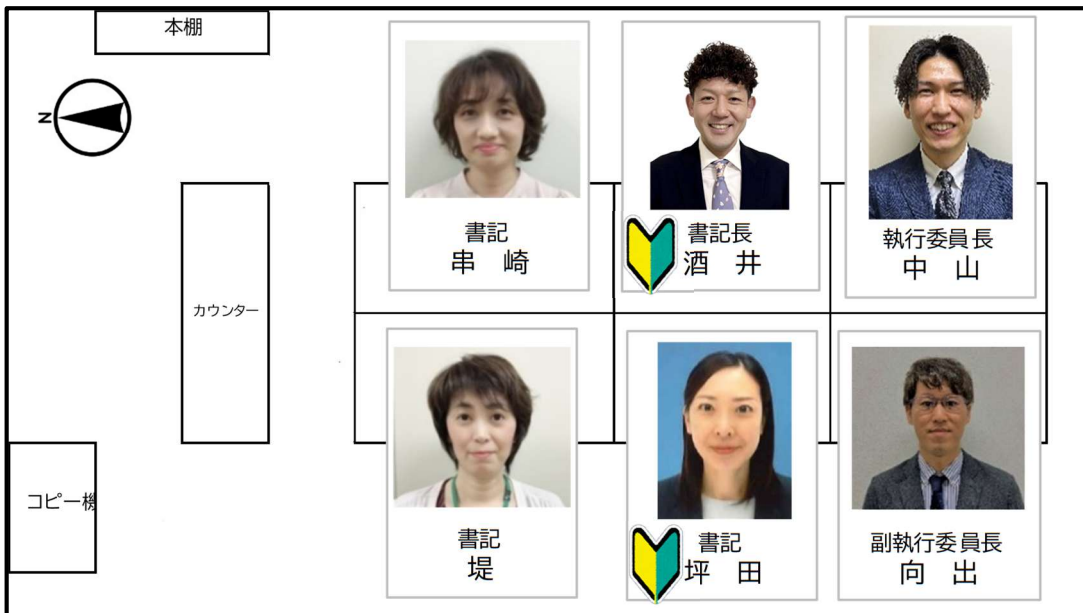 本棚
N
カウンター
コピー機
書記
串 崎
書記長
酒 井
執行委員長
中 山
書記
堤
書記
坪 田
副執行委員長
向 出